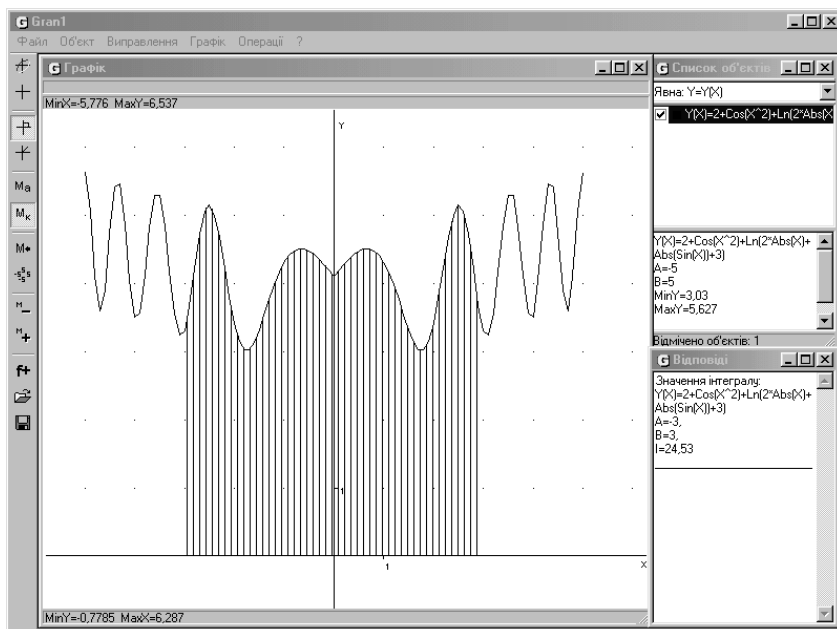 Gran1
Файл Об'єкт Виправлення Графік Операції ?
Графік
MinX=-5,776 MaxY=6,537
Y
1
1
X
MinY=-0,7785 MaxX=6,287
Список об'єктів
Явна: Y=Y(X)
Y(X)=2+Cos(X^2)+Ln(2*Abs(X
Y(X)=2+Cos(X^2)+Ln(2*Abs(X)+
Abs(Sin(X))+3)
A=-5
B=5
MinY=3,03
MaxY=5,627
Відмічено об'єктів: 1
Відповіді
Значення інтегралу:
Y(X)=2+Cos(X^2)+Ln(2*Abs(X)+
Abs(Sin(X))+3)
A=-3,
B=3,
I=24,53
Ma
Mк
f+